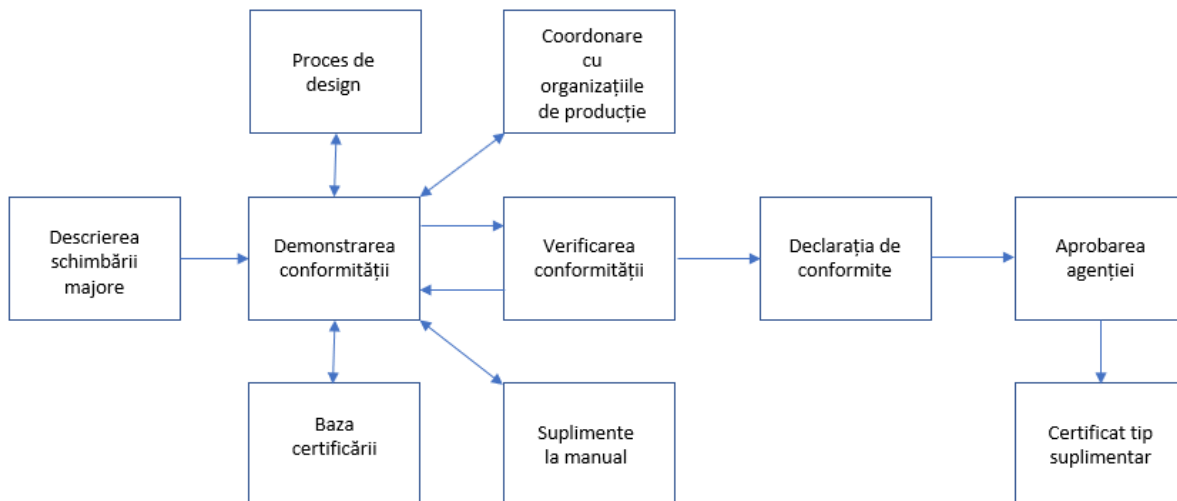 Proces de
design
Coordonare
cu
organizațiile
de producție
Descrierea
schimbării
majore
Demonstrarea
conformității
Verificarea
conformității
Declarația de
conformite
Aprobarea
agenției
Baza
certificării
Suplimente
la manual
Certificat tip
suplimentar